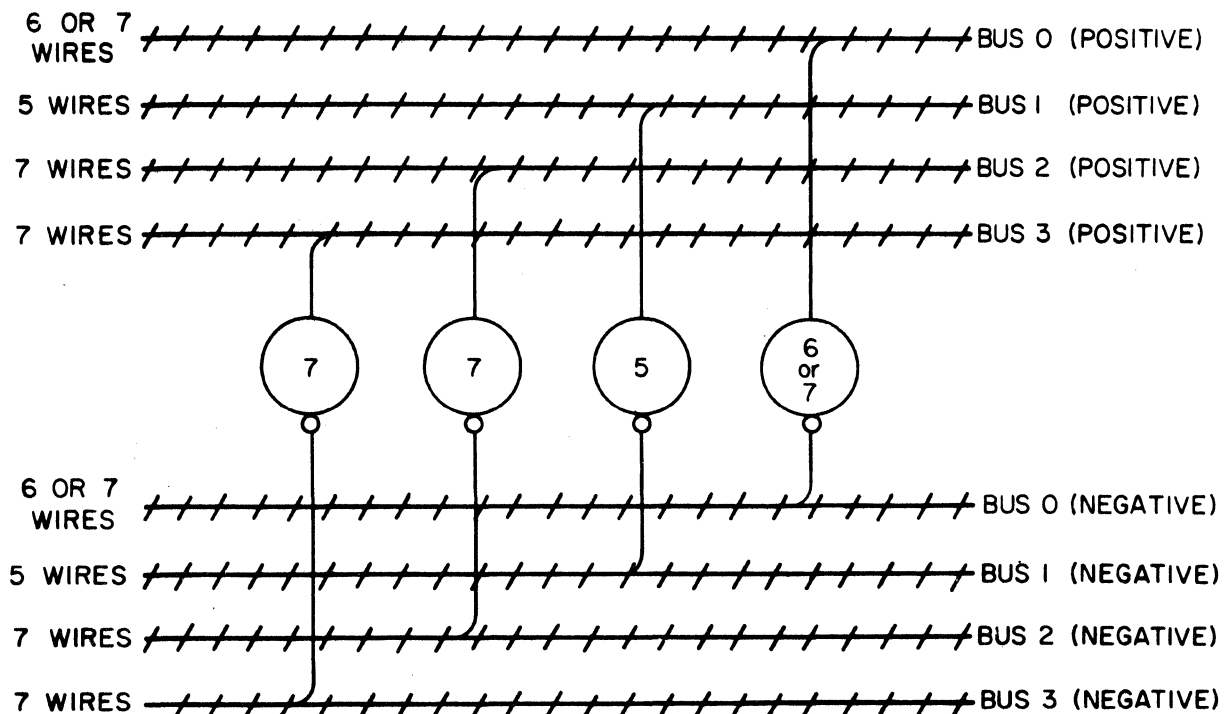 6 OR 7
WIRES
BUS 0 (POSITIVE)
5 WIRES
BUS 1 (POSITIVE)
7 WIRES
BUS 2 (POSITIVE)
7 WIRES
BUS 3 (POSITIVE)
7
7
5
6
or
7
6 OR 7
WIRES
BUS 0 (NEGATIVE)
5 WIRES
BUS 1 (NEGATIVE)
7 WIRES
BUS 2 (NEGATIVE)
7 WIRES
BUS 3 (NEGATIVE)